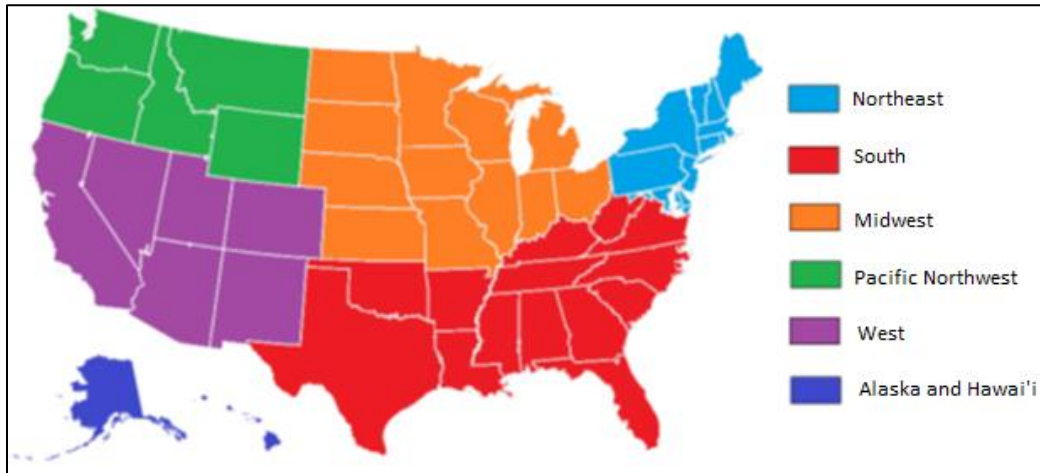 Northeast
South
Midwest
Pacific Northwest
West
Alaska and Hawai'i